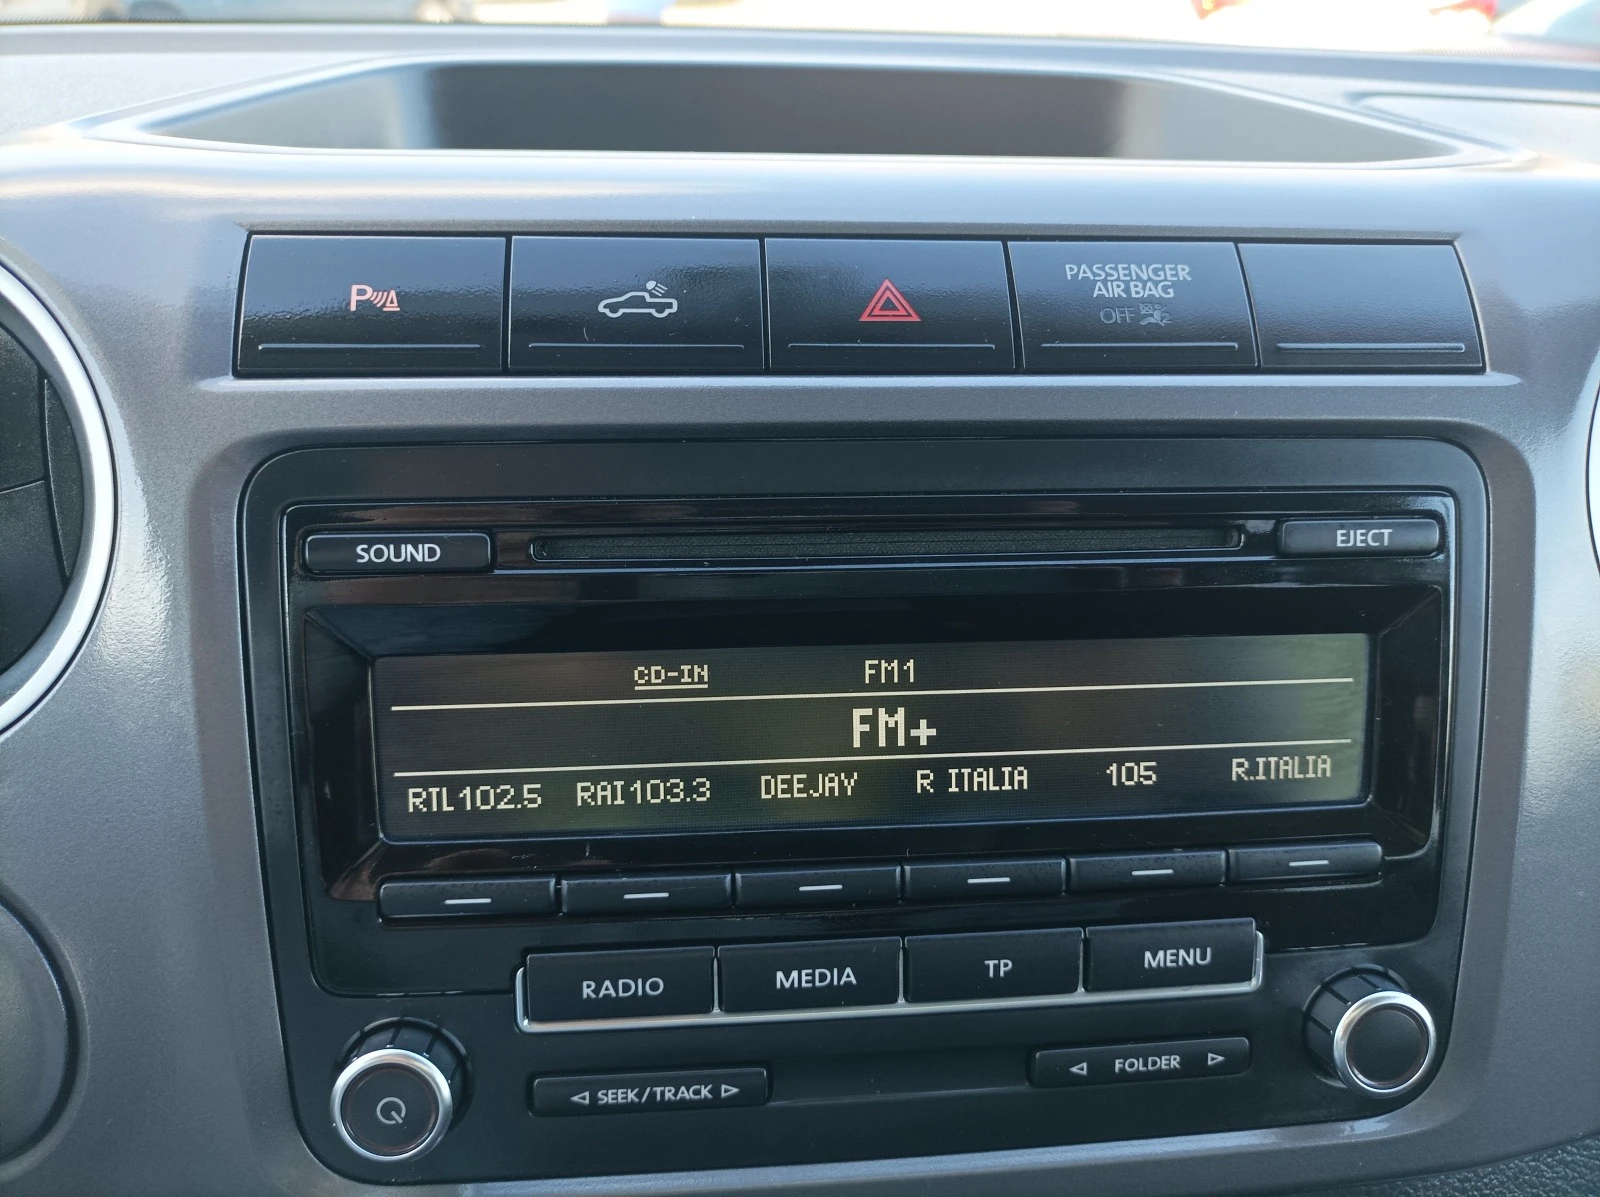 P
PASSENGER
AIR BAG
OFF
SOUND
EJECT
CD-IN FM1
FM+
RTL102.5 RAI103.3 DEEJAY R ITALIA 105 R.ITALIA
RADIO MEDIA TP MENU
SEEK/TRACK
FOLDER